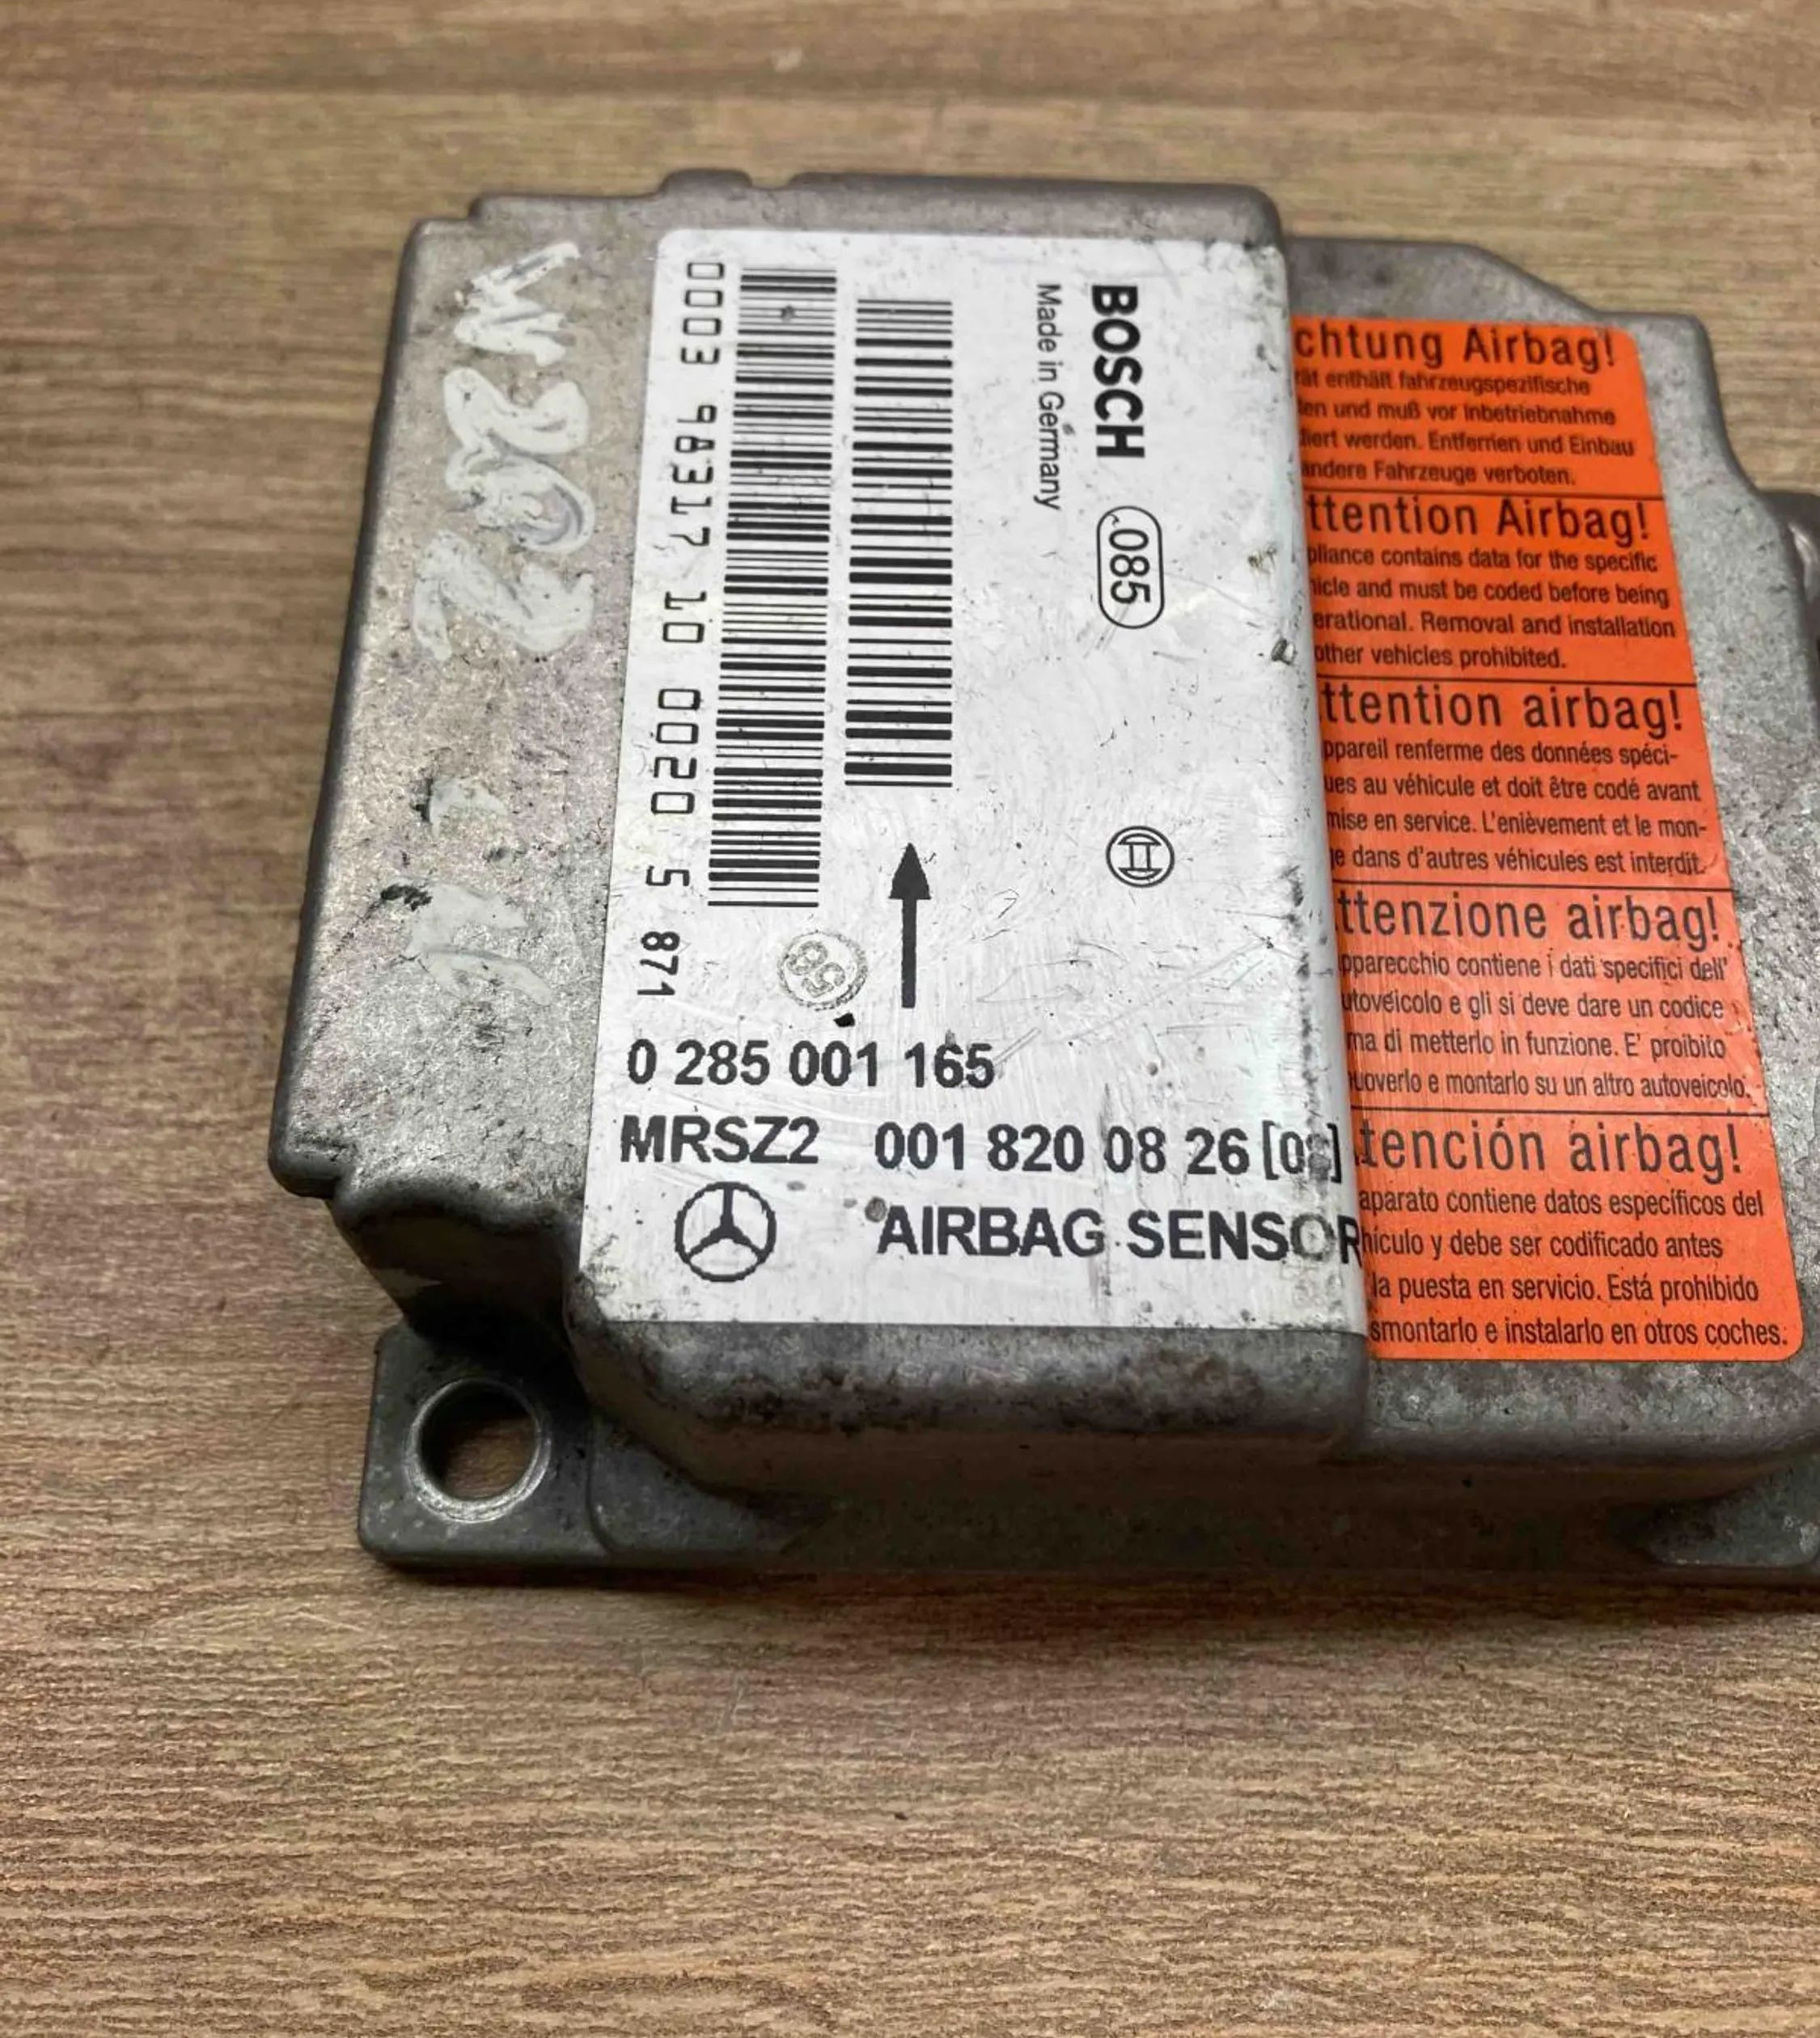 W202
BOSCH
Made in Germany
085
0003 98317 10 0020 5 871
58
0 285 001 165
MRSZ2 001 820 08 26
AIRBAG SENSOR
chtung Airbag!
rät enthält fahrzeugspezifische
en und muß vor Inbetriebnahme
diert werden. Entfernen und Einbau
andere Fahrzeuge verboten.
ttention Airbag!
pliance contains data for the specific
hicle and must be coded before being
erational. Removal and installation
other vehicles prohibited.
ttention airbag!
ppareil renferme des données spéci-
ues au véhicule et doit être codé avant
mise en service. L'enièvement et le mon-
ge dans d'autres véhicules est interdit.
ttenzione airbag!
pparecchio contiene i dati specifici dell'
utoveicolo e gli si deve dare un codice
ma di metterlo in funzione. E' proibito
uoverlo e montarlo su un altro autoveicolo.
tención airbag!
aparato contiene datos específicos del
hículo y debe ser codificado antes
la puesta en servicio. Está prohibido
smontarlo e instalarlo en otros coches.